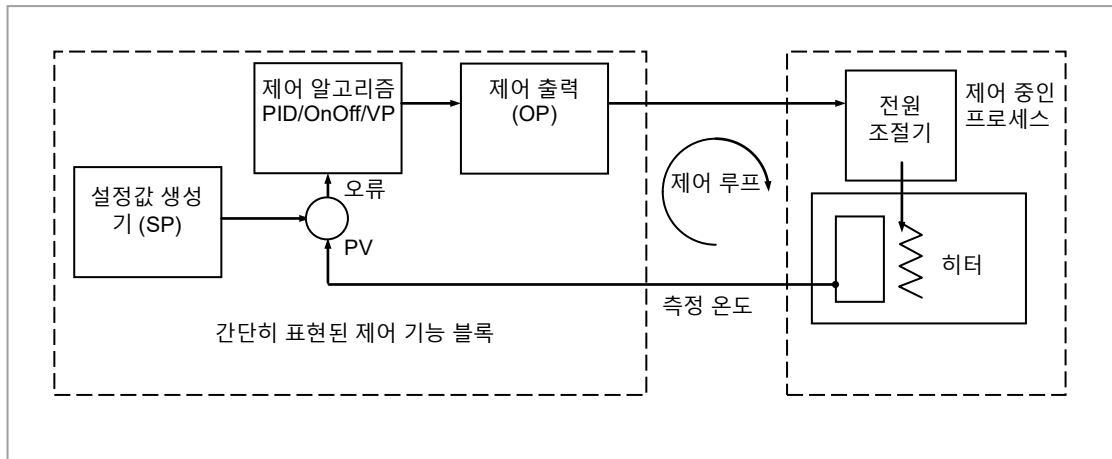 제어 알고리즘
PID/OnOff/VP
제어 출력
(OP)
전원
조절기
제어 중인
프로세스
설정값 생성
기 (SP)
오류
PV
제어 루프
히터
측정 온도
간단히 표현된 제어 기능 블록